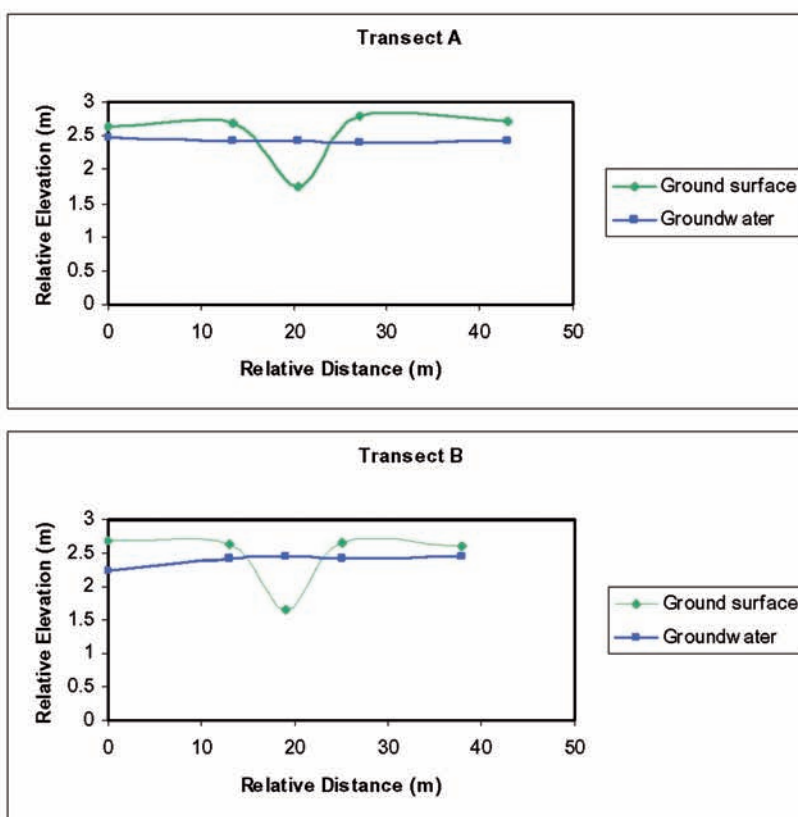 Transect A
Relative Elevation (m)
3
2.5
2
1.5
1
0.5
0
0 10 20 30 40 50
Relative Distance (m)
Ground surface
Groundwater
Transect B
Relative Elevation (m)
3
2.5
2
1.5
1
0.5
0
0 10 20 30 40 50
Relative Distance (m)
Ground surface
Groundwater